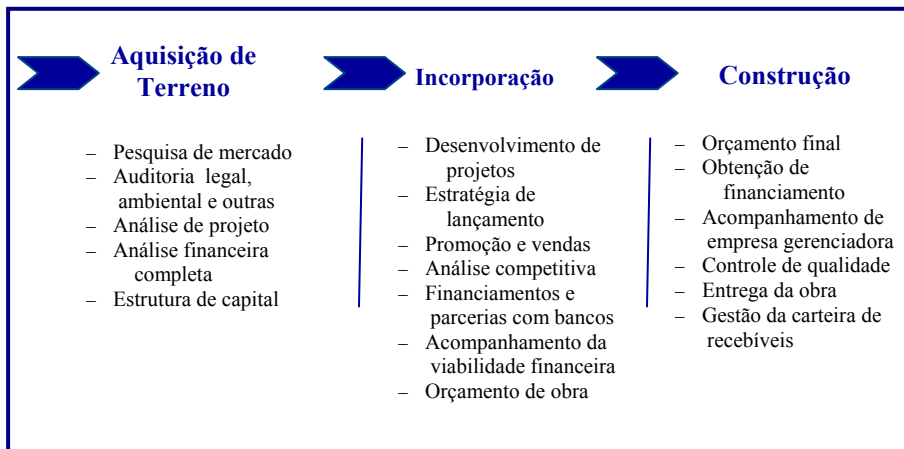 Aquisição de
Terreno
– Pesquisa de mercado
– Auditoria legal,
ambiental e outras
– Análise de projeto
– Análise financeira
completa
– Estrutura de capital
Incorporação
– Desenvolvimento de
projetos
– Estratégia de
lançamento
– Promoção e vendas
– Análise competitiva
– Financiamentos e
parcerias com bancos
– Acompanhamento da
viabilidade financeira
– Orçamento de obra
Construção
– Orçamento final
– Obtenção de
financiamento
– Acompanhamento de
empresa gerenciadora
– Controle de qualidade
– Entrega da obra
– Gestão da carteira de
recebíveis